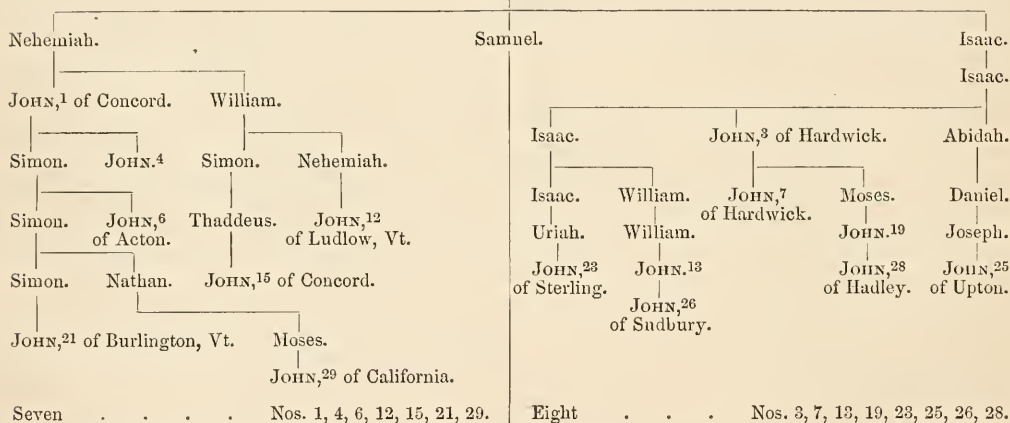 Nehemiah. Samuel. Isaac.
Isaac.
JOHN,1 of Concord. William.
Isaac. JOHN,3 of Hardwick. Abidah.
Simon. JOHN.4 Simon. Nehemiah.
Isaac. William. JOHN,7 of Hardwick. Moses. Daniel.
Simon. JOHN,6 of Acton. Thaddeus. JOHN,12 of Ludlow, Vt.
Uriah. William. JOHN.19 Joseph.
Simon. Nathan. JOHN,15 of Concord.
JOHN,23 of Sterling. JOHN.13 JOHN,28 of Hadley. JOHN,25 of Upton.
JOHN,26 of Sudbury.
JOHN,21 of Burlington, Vt. Moses.
JOHN,29 of California.
Seven . . . . Nos. 1, 4, 6, 12, 15, 21, 29.
Eight . . . Nos. 3, 7, 13, 19, 23, 25, 26, 28.